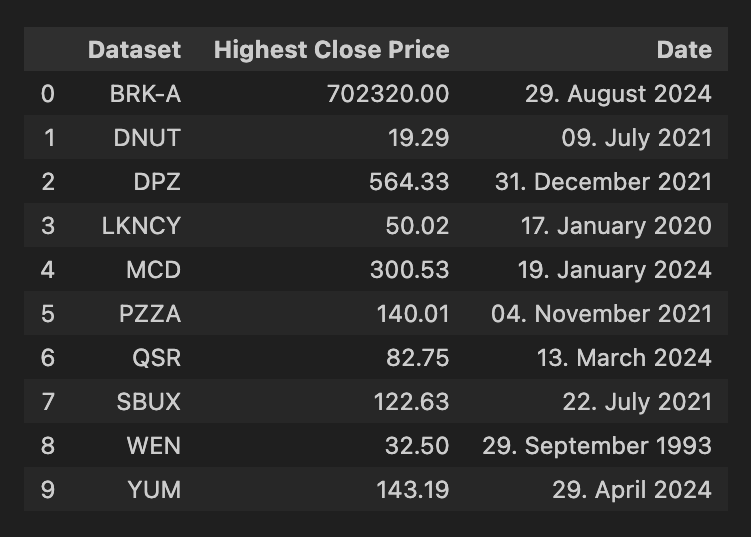 Dataset Highest Close Price Date
0 BRK-A 702320.00 29. August 2024
1 DNUT 19.29 09. July 2021
2 DPZ 564.33 31. December 2021
3 LKNCY 50.02 17. January 2020
4 MCD 300.53 19. January 2024
5 PZZA 140.01 04. November 2021
6 QSR 82.75 13. March 2024
7 SBUX 122.63 22. July 2021
8 WEN 32.50 29. September 1993
9 YUM 143.19 29. April 2024